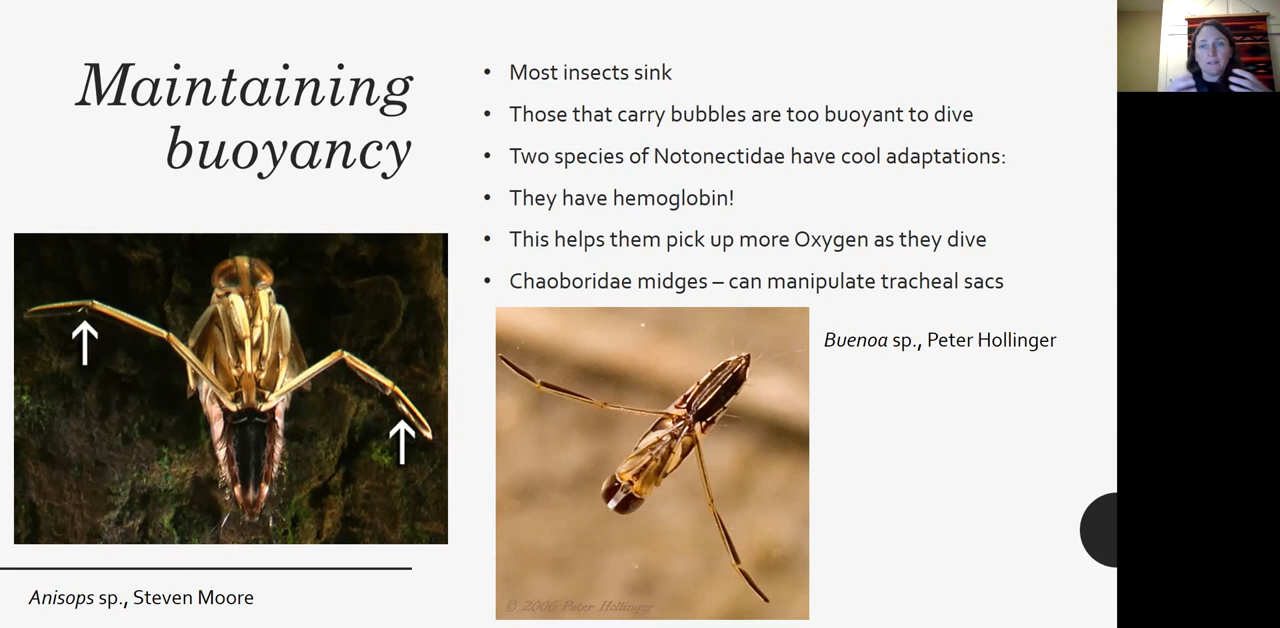 Maintaining
buoyancy
• Most insects sink
• Those that carry bubbles are too buoyant to dive
• Two species of Notonectidae have cool adaptations:
• They have hemoglobin!
• This helps them pick up more Oxygen as they dive
• Chaoboridae midges – can manipulate tracheal sacs
Buenoa sp., Peter Hollinger
© 2006 Peter Hollinger
Anisops sp., Steven Moore